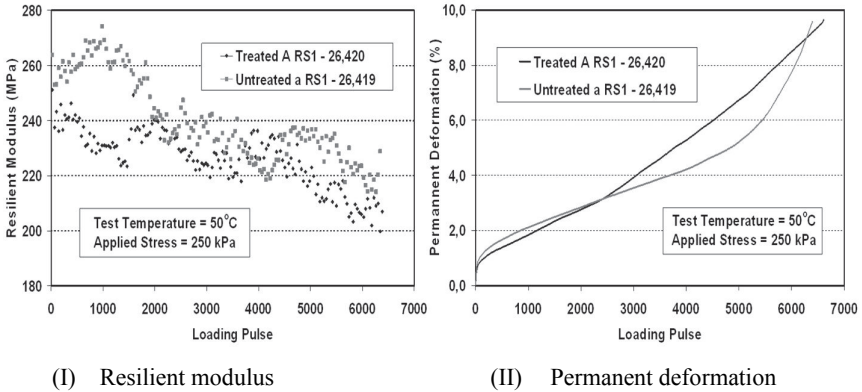 280
260
240
220
200
180
Resilient Modulus (MPa)
Treated A RS1 - 26,420
Untreated a RS1 - 26,419
Test Temperature = 50°C
Applied Stress = 250 kPa
0 1000 2000 3000 4000 5000 6000 7000
Loading Pulse
(I) Resilient modulus
10,0
8,0
6,0
4,0
2,0
0,0
Permannent Deformation (%)
Treated A RS1 - 26,420
Untreated a RS1 - 26,419
Test Temperature = 50°C
Applied Stress = 250 kPa
0 1000 2000 3000 4000 5000 6000 7000
Loading Pulse
(II) Permanent deformation